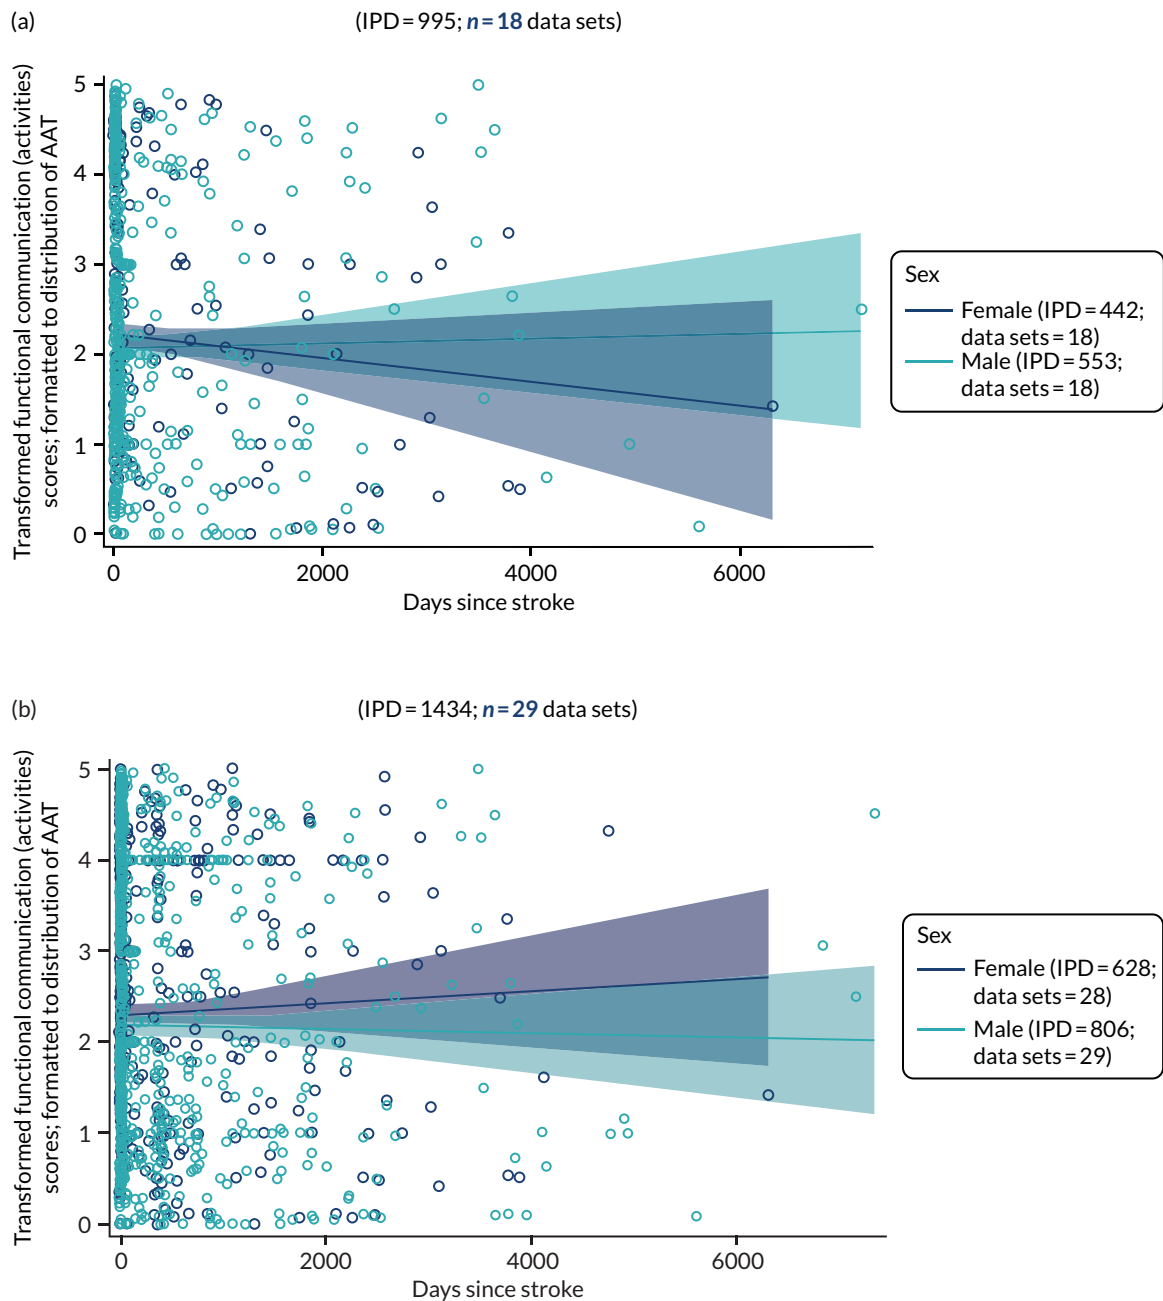 (a)
(IPD = 995; n = 18 data sets)
Transformed functional communication (activities)
scores; formatted to distribution of AAT
5
4
3
2
1
0
0
2000
4000
6000
Days since stroke
Sex
Female (IPD = 442;
data sets = 18)
Male (IPD = 553;
data sets = 18)
(b)
(IPD = 1434; n = 29 data sets)
Transformed functional communication (activities)
scores; formatted to distribution of AAT
5
4
3
2
1
0
0
2000
4000
6000
Days since stroke
Sex
Female (IPD = 628;
data sets = 28)
Male (IPD = 806;
data sets = 29)